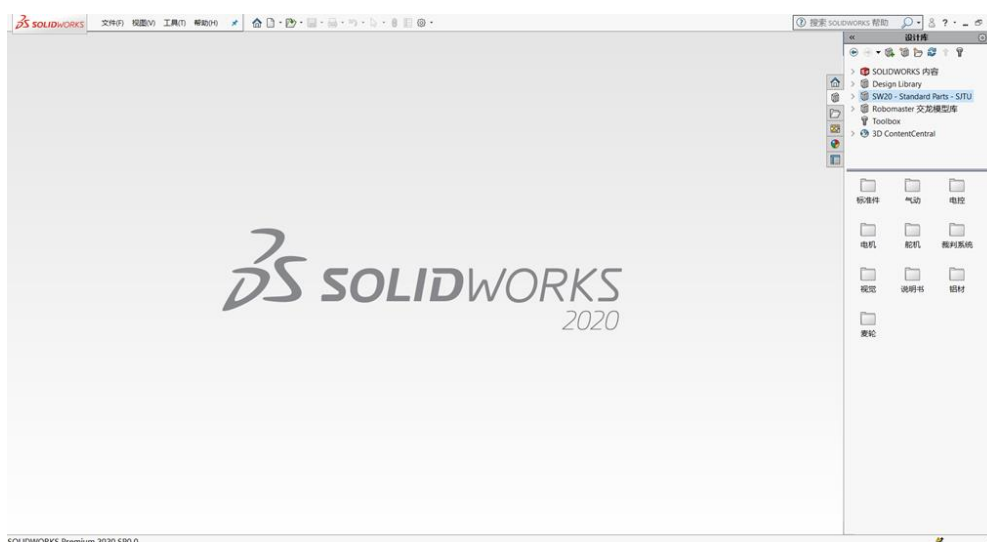 SOLIDWORKS 文件(F) 视图(V) 工具(T) 帮助(H) 搜索 SOLIDWORKS 帮助
设计库
SOLIDWORKS 内容
Design Library
SW20 - Standard Parts - SJTU
Robomaster 交龙模型库
Toolbox
3D ContentCentral
标准件 气动 电控
电机 舵机 裁判系统
视觉 说明书 铝材
麦轮
SOLIDWORKS
2020
SOLIDWORKS Premium 2020 SP0.0